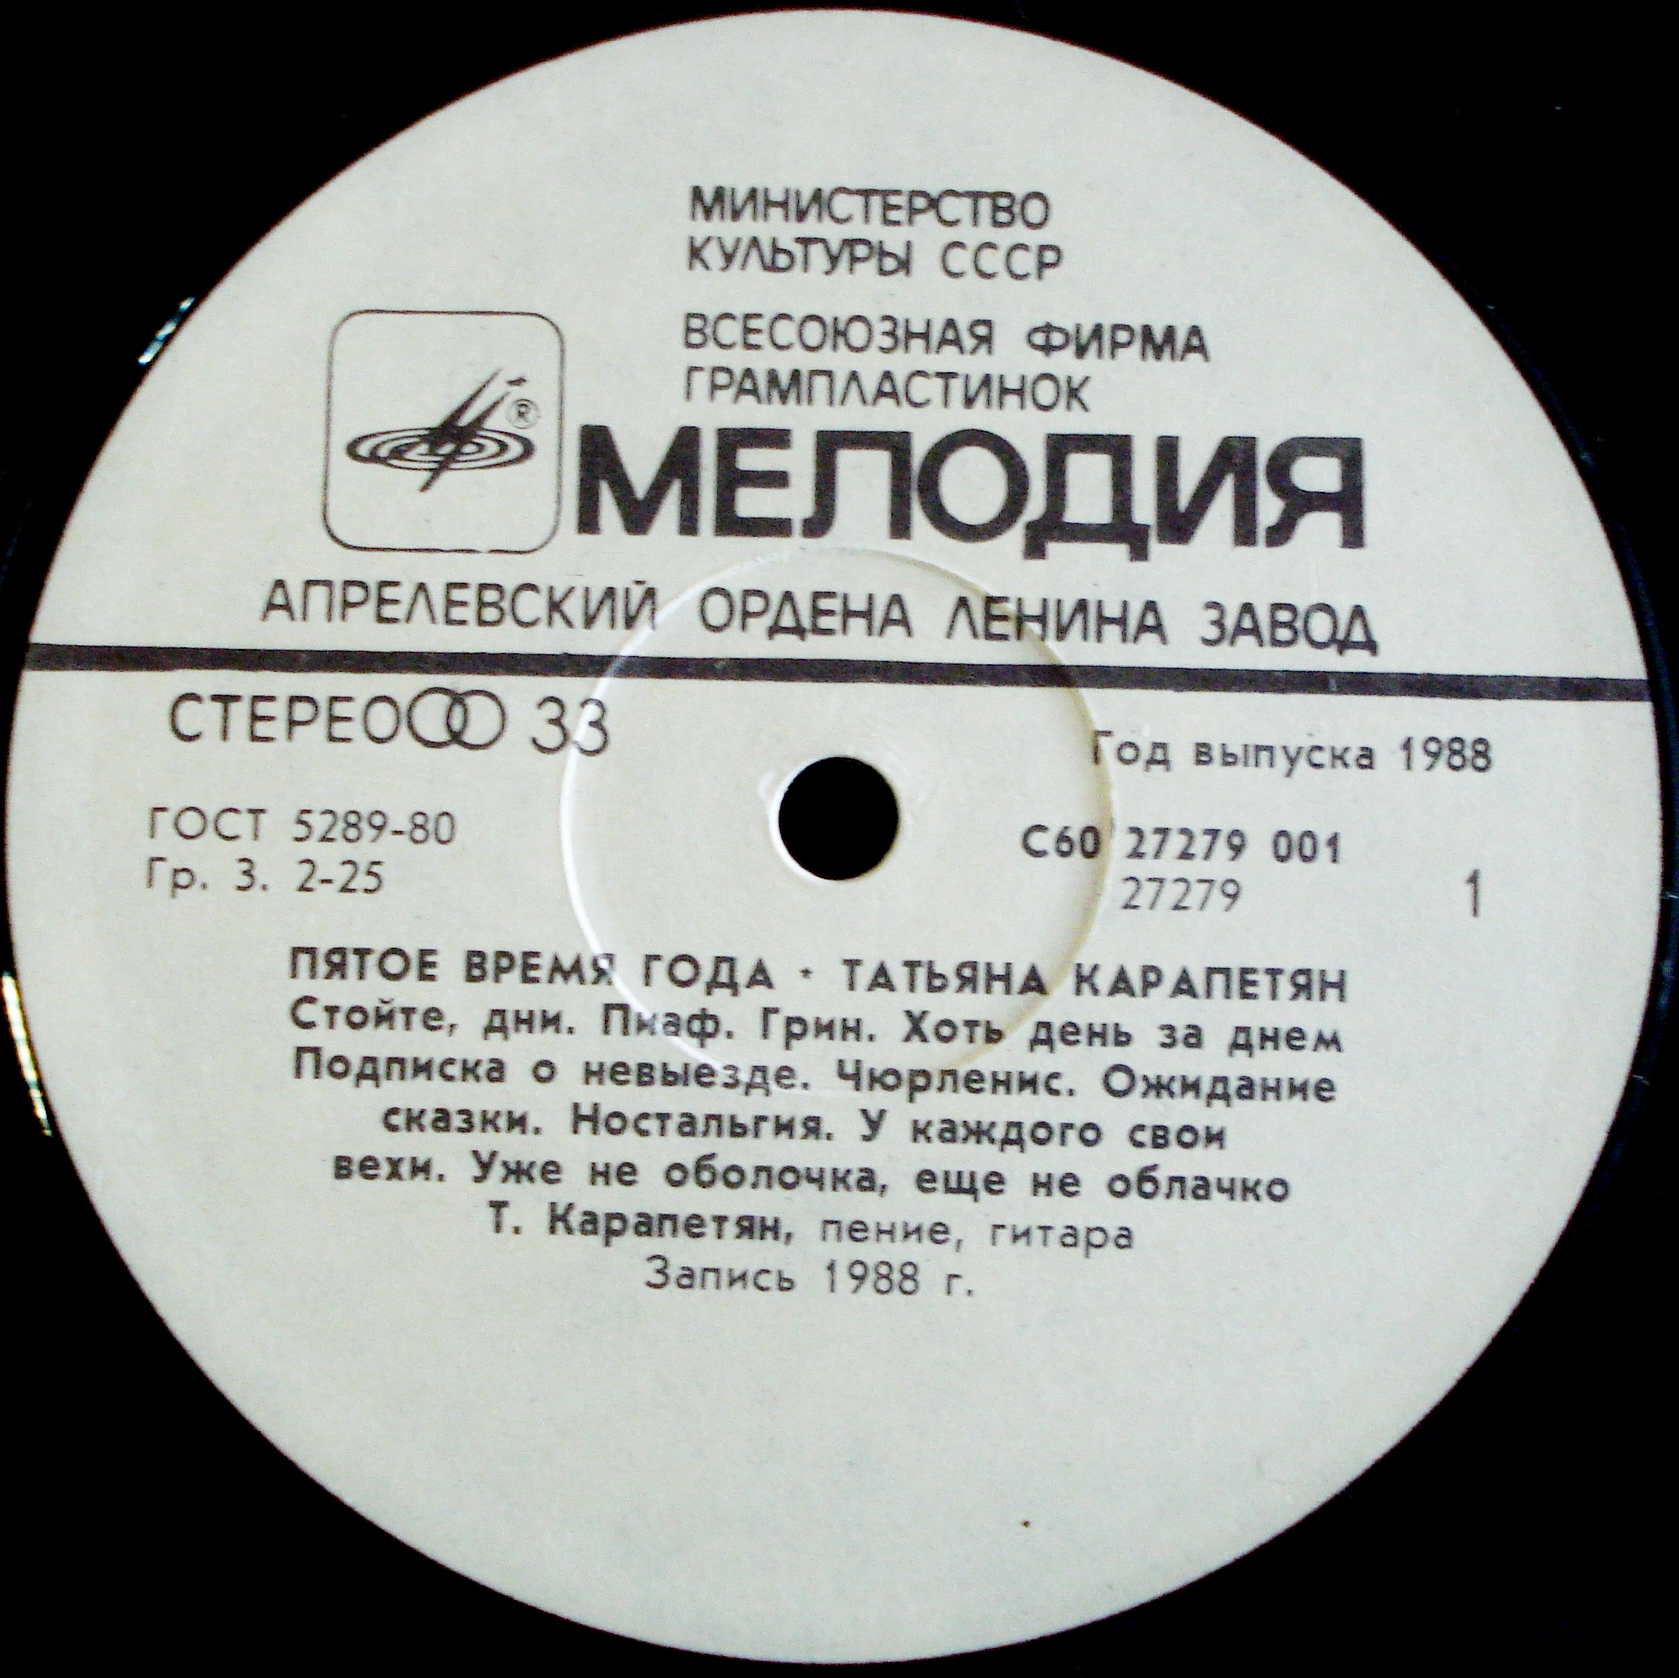 МИНИСТЕРСТВО
КУЛЬТУРЫ СССР
ВСЕСОЮЗНАЯ ФИРМА
ГРАМПЛАСТИНОК
®
МЕЛОДИЯ
АПРЕЛЕВСКИЙ ОРДЕНА ЛЕНИНА ЗАВОД
СТЕРЕО 33
Год выпуска 1988
ГОСТ 5289-80
Гр. 3. 2-25
С60 27279 001
27279
1
ПЯТОЕ ВРЕМЯ ГОДА · ТАТЬЯНА КАРАПЕТЯН
Стойте, дни. Пиаф. Грин. Хоть день за днем
Подписка о невыезде. Чюрленис. Ожидание
сказки. Ностальгия. У каждого свои
вехи. Уже не оболочка, еще не облачко
Т. Карапетян, пение, гитара
Запись 1988 г.